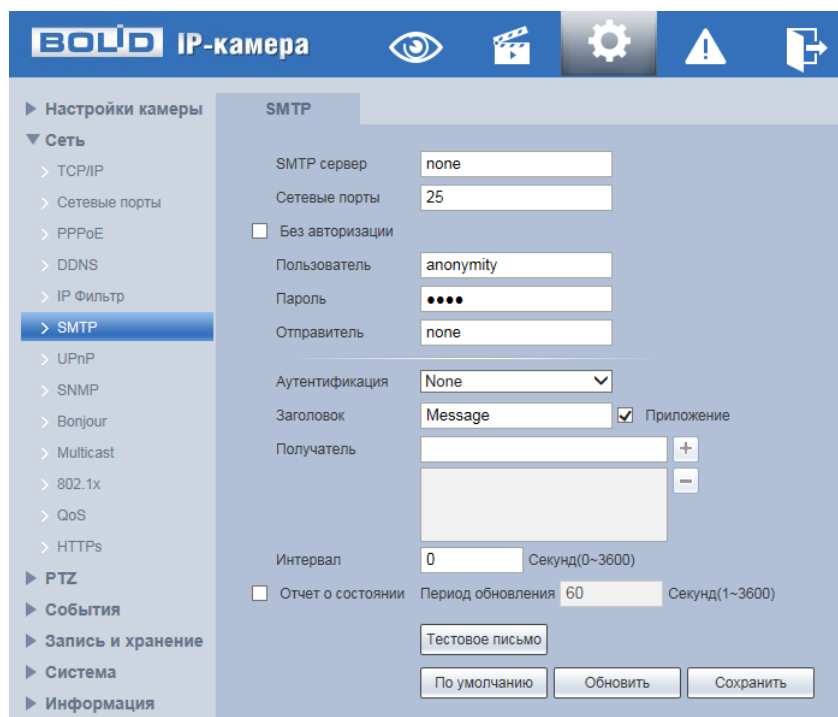 BOLID IP-камера
Настройки камеры
Сеть
TCP/IP
Сетевые порты
PPPoE
DDNS
IP Фильтр
SMTP
UPnP
SNMP
Bonjour
Multicast
802.1x
QoS
HTTPs
PTZ
События
Запись и хранение
Система
Информация
SMTP
SMTP сервер none
Сетевые порты 25
Без авторизации
Пользователь anonymity
Пароль ••••
Отправитель none
Аутентификация None
Заголовок Message Приложение
Получатель +
−
Интервал 0 Секунд(0~3600)
Отчет о состоянии Период обновления 60 Секунд(1~3600)
Тестовое письмо
По умолчанию Обновить Сохранить